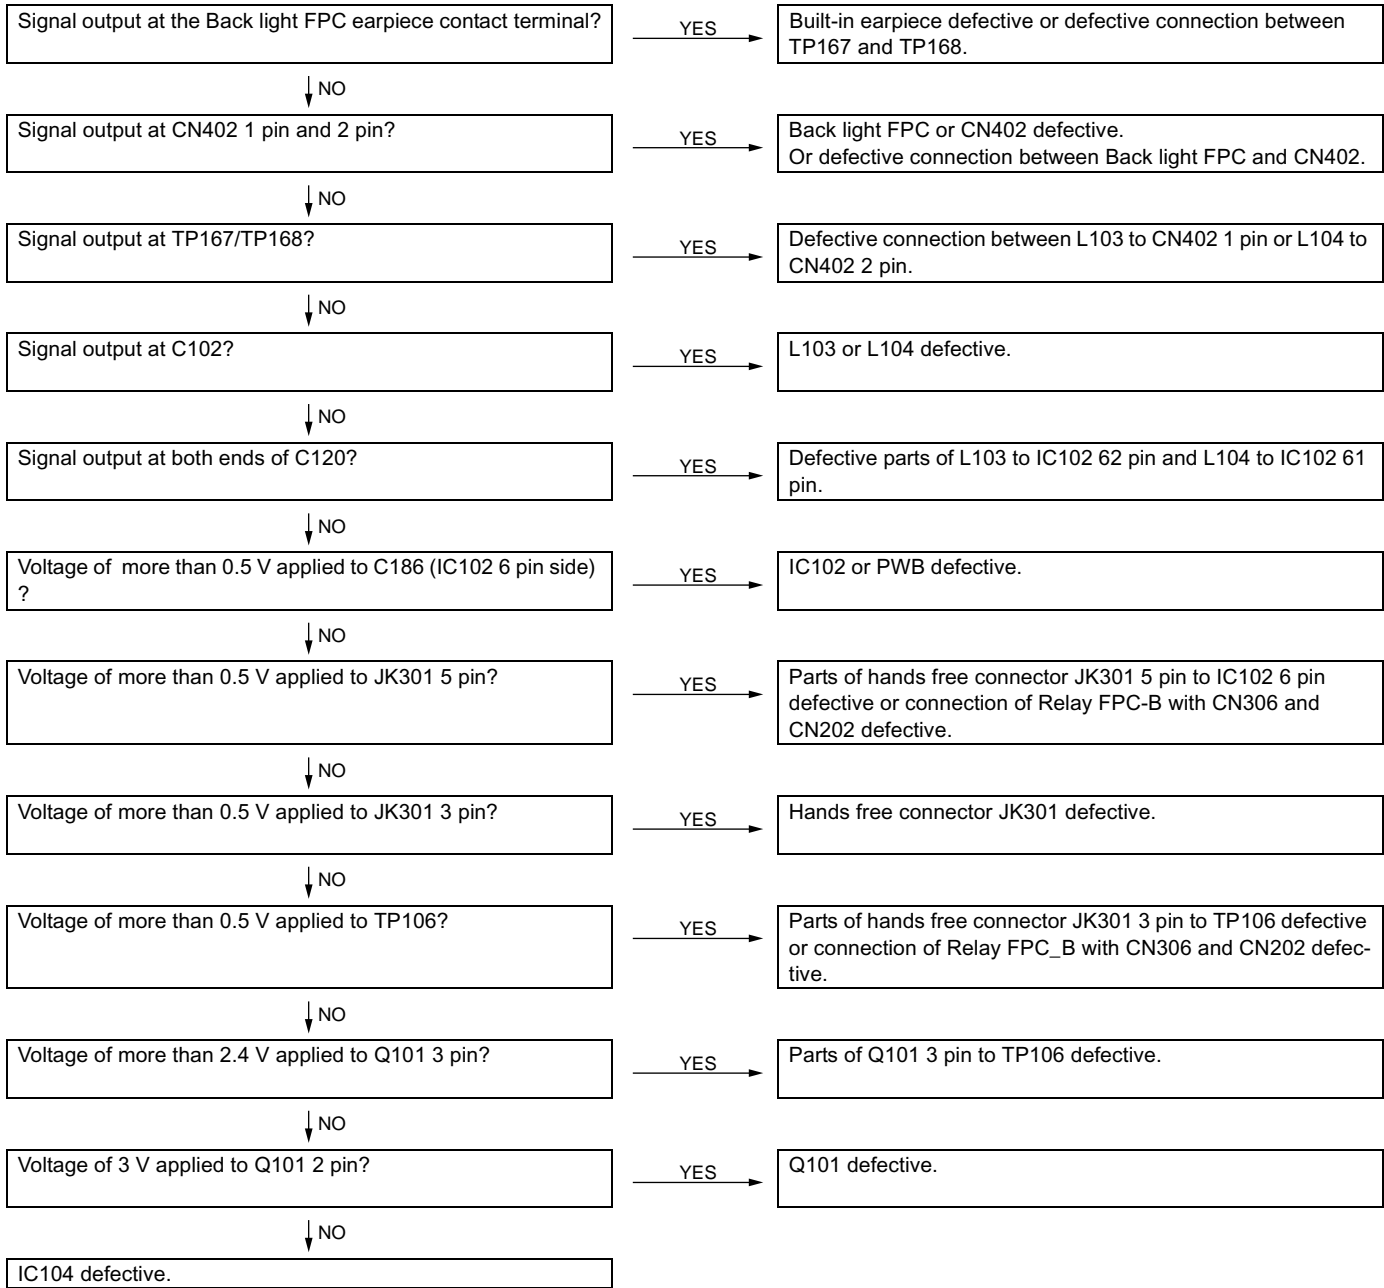 Signal output at the Back light FPC earpiece contact terminal?
YES
Built-in earpiece defective or defective connection between
TP167 and TP168.
NO
Signal output at CN402 1 pin and 2 pin?
YES
Back light FPC or CN402 defective.
Or defective connection between Back light FPC and CN402.
NO
Signal output at TP167/TP168?
YES
Defective connection between L103 to CN402 1 pin or L104 to
CN402 2 pin.
NO
Signal output at C102?
YES
L103 or L104 defective.
NO
Signal output at both ends of C120?
YES
Defective parts of L103 to IC102 62 pin and L104 to IC102 61
pin.
NO
Voltage of  more than 0.5 V applied to C186 (IC102 6 pin side)
?
YES
IC102 or PWB defective.
NO
Voltage of more than 0.5 V applied to JK301 5 pin?
YES
Parts of hands free connector JK301 5 pin to IC102 6 pin
defective or connection of Relay FPC-B with CN306 and
CN202 defective.
NO
Voltage of more than 0.5 V applied to JK301 3 pin?
YES
Hands free connector JK301 defective.
NO
Voltage of more than 0.5 V applied to TP106?
YES
Parts of hands free connector JK301 3 pin to TP106 defective
or connection of Relay FPC_B with CN306 and CN202 defec-
tive.
NO
Voltage of more than 2.4 V applied to Q101 3 pin?
YES
Parts of Q101 3 pin to TP106 defective.
NO
Voltage of 3 V applied to Q101 2 pin?
YES
Q101 defective.
NO
IC104 defective.